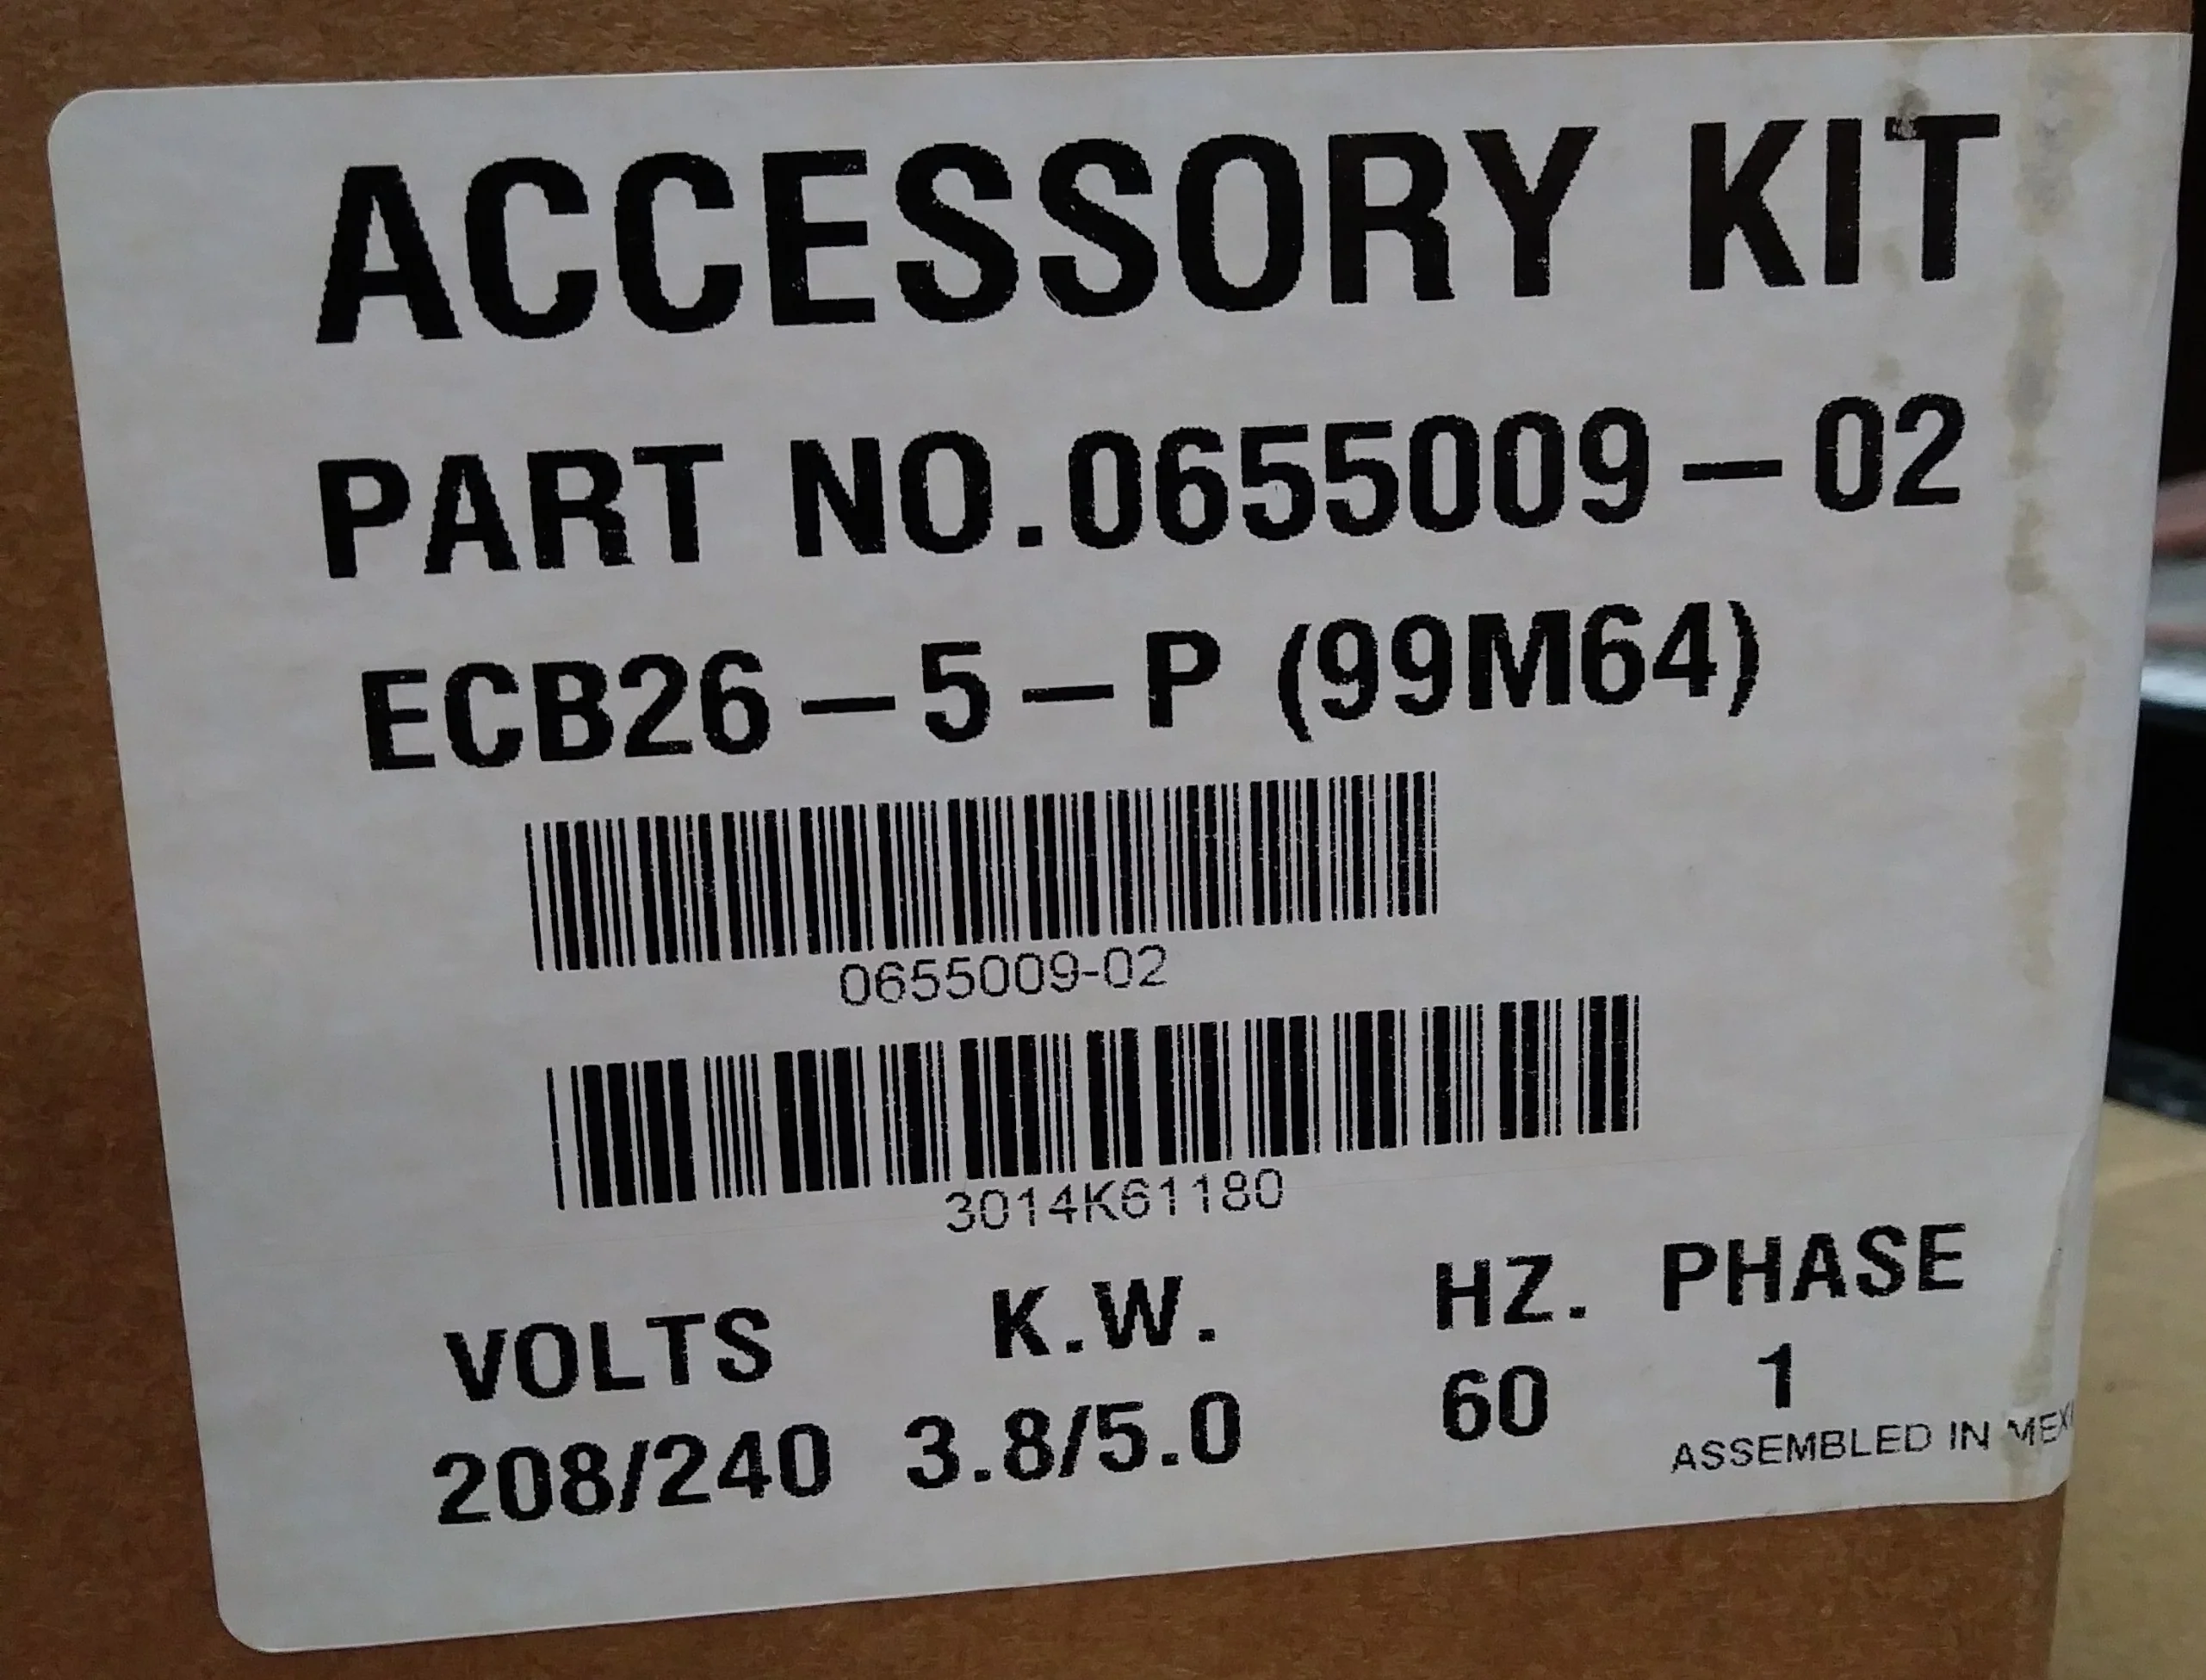 ACCESSORY KIT
PART NO.0655009-02
ECB26-5-P (99M64)
0655009-02
3014K61180
VOLTS K.W. HZ. PHASE
208/240 3.8/5.0 60 1
ASSEMBLED IN MEXI